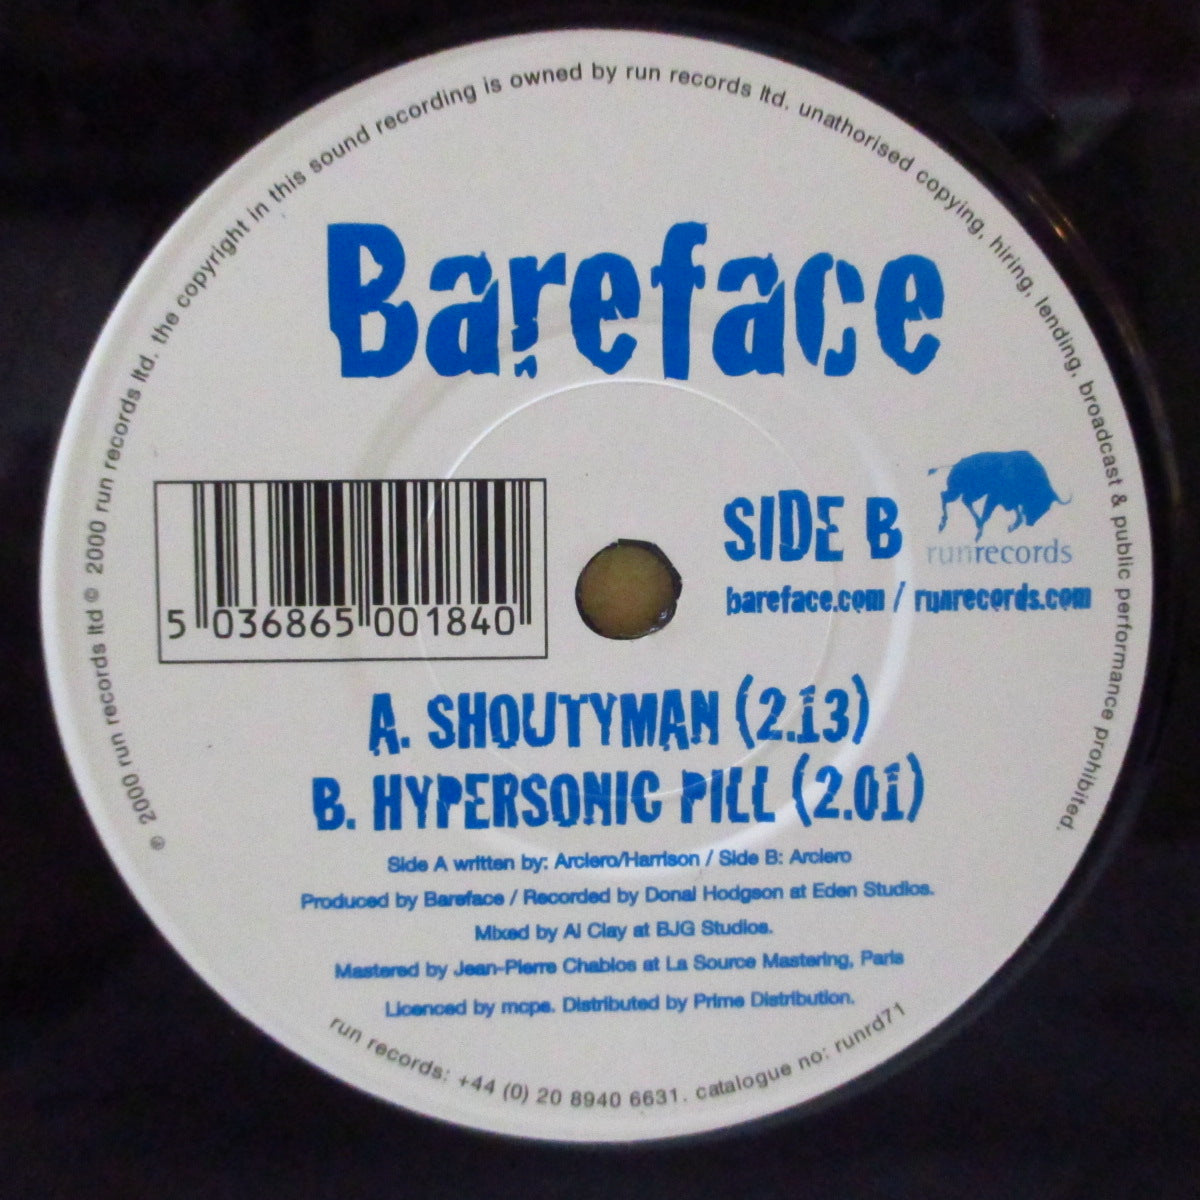 ℗ 2000 run records ltd © 2000 run records ltd. the copyright in this sound recording is owned by run records ltd. unathorised copying, hiring, lending, broadcast & public performance prohibited.
Bareface
SIDE B
runrecords
bareface.com / runrecords.com
5 036865 001840
A. SHOUTYMAN (2.13)
B. HYPERSONIC PILL (2.01)
Side A written by: Arciero/Harrison / Side B: Arciero
Produced by Bareface / Recorded by Donal Hodgson at Eden Studios.
Mixed by Al Clay at BJG Studios.
Mastered by Jean-Pierre Chablos at La Source Mastering, Paris
Licenced by mcps. Distributed by Prime Distribution.
run records: +44 (0) 20 8940 6631. catalogue no: runrd71